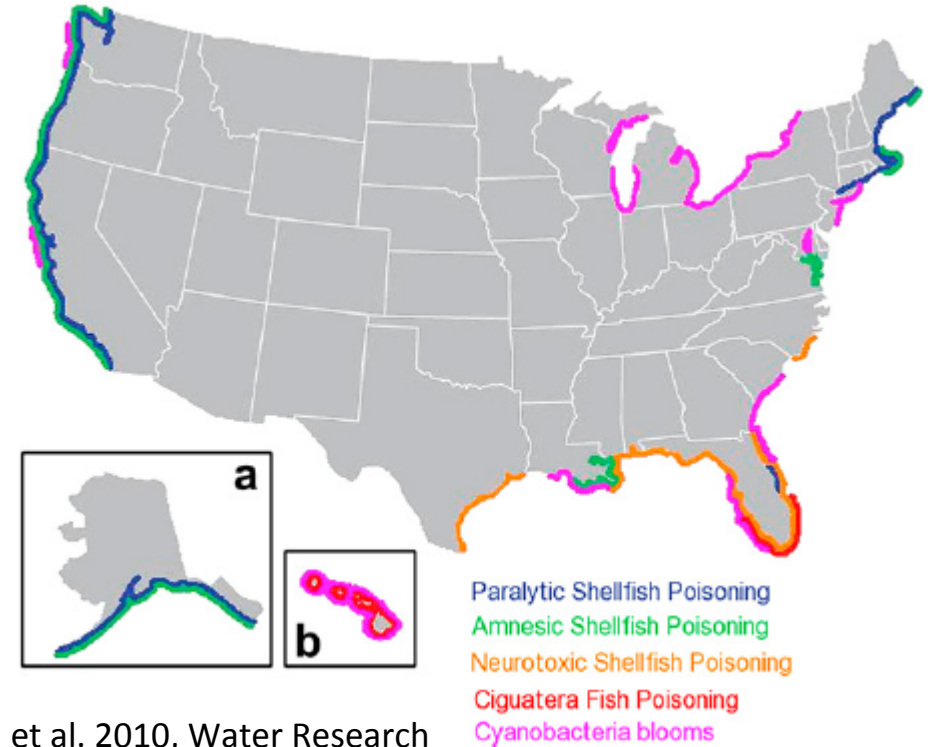 a
b
Paralytic Shellfish Poisoning
Amnesic Shellfish Poisoning
Neurotoxic Shellfish Poisoning
Ciguatera Fish Poisoning
Cyanobacteria blooms
et al. 2010. Water Research